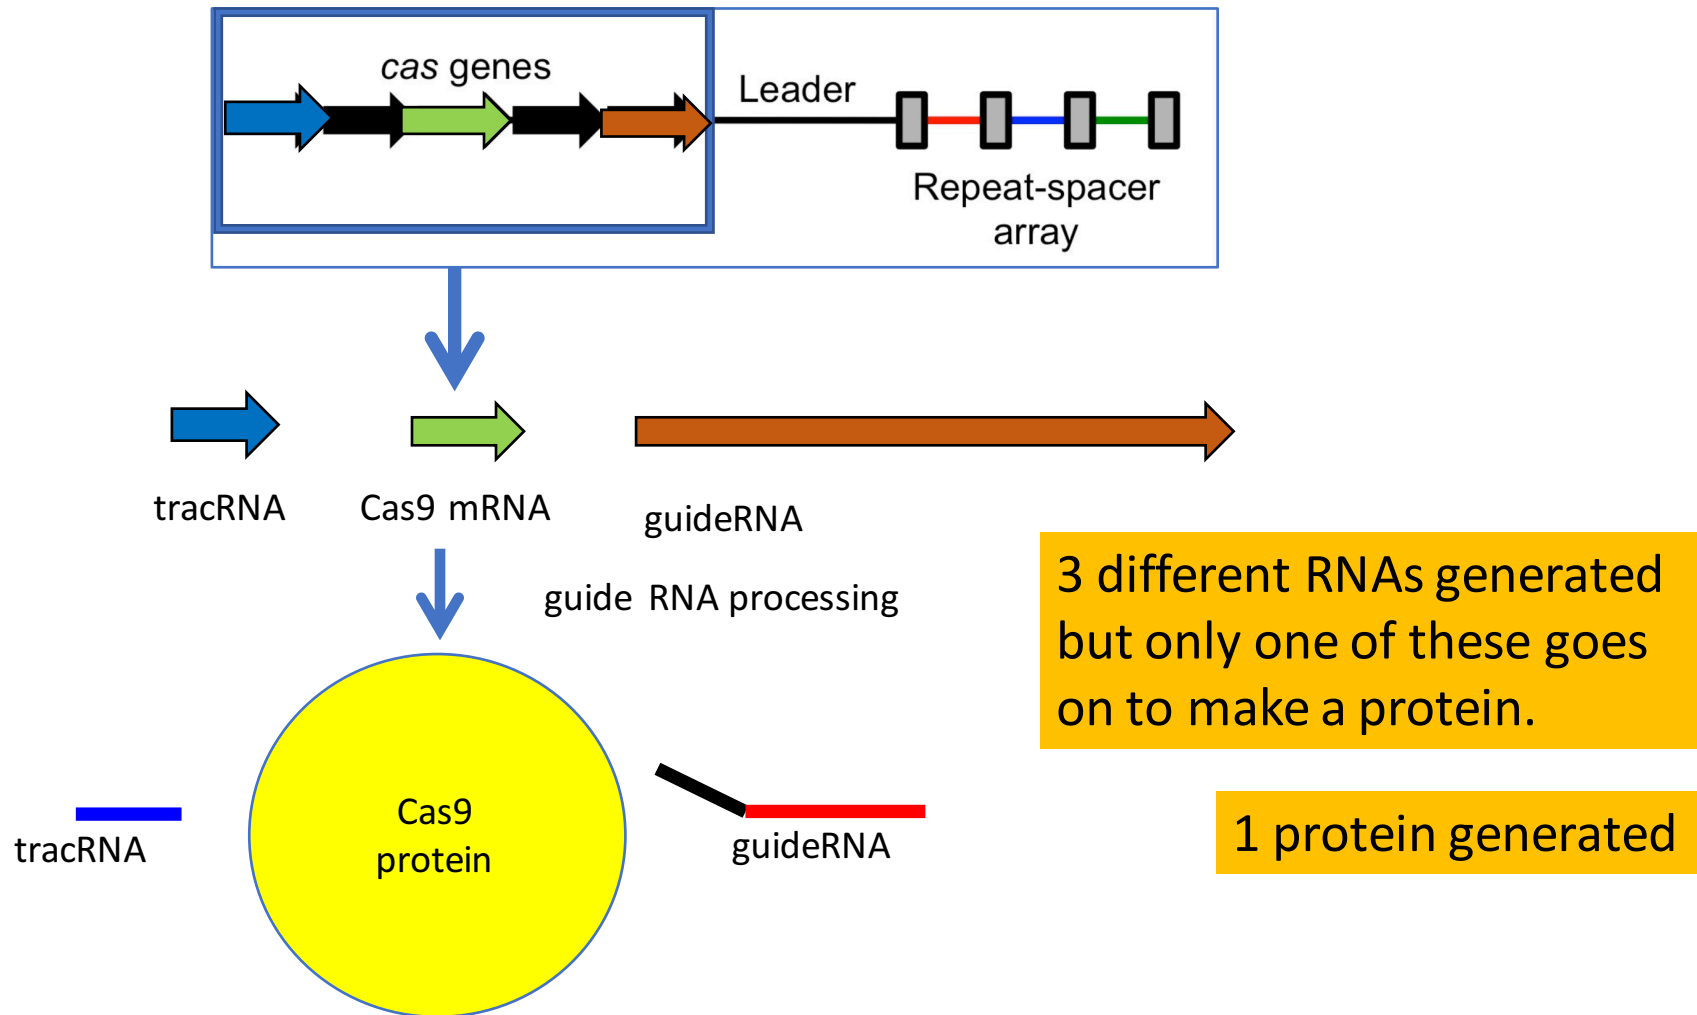 cas genes
Leader
Repeat-spacer
array
tracRNA
Cas9 mRNA
guideRNA
guide RNA processing
3 different RNAs generated
but only one of these goes
on to make a protein.
Cas9
protein
tracRNA
guideRNA
1 protein generated